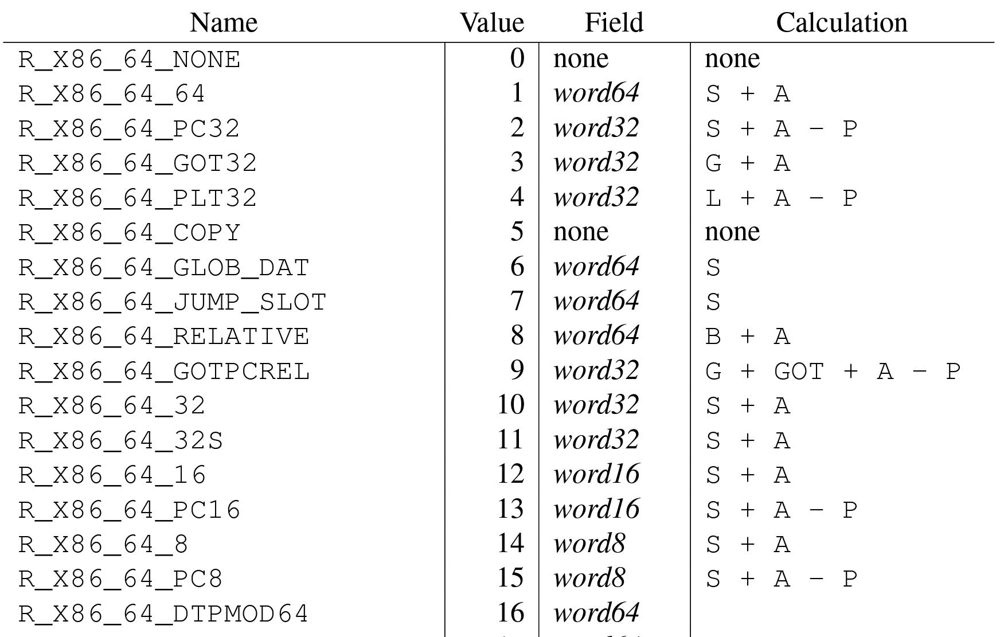 Name Value Field Calculation
R_X86_64_NONE 0 none none
R_X86_64_64 1 word64 S + A
R_X86_64_PC32 2 word32 S + A - P
R_X86_64_GOT32 3 word32 G + A
R_X86_64_PLT32 4 word32 L + A - P
R_X86_64_COPY 5 none none
R_X86_64_GLOB_DAT 6 word64 S
R_X86_64_JUMP_SLOT 7 word64 S
R_X86_64_RELATIVE 8 word64 B + A
R_X86_64_GOTPCREL 9 word32 G + GOT + A - P
R_X86_64_32 10 word32 S + A
R_X86_64_32S 11 word32 S + A
R_X86_64_16 12 word16 S + A
R_X86_64_PC16 13 word16 S + A - P
R_X86_64_8 14 word8 S + A
R_X86_64_PC8 15 word8 S + A - P
R_X86_64_DTPMOD64 16 word64